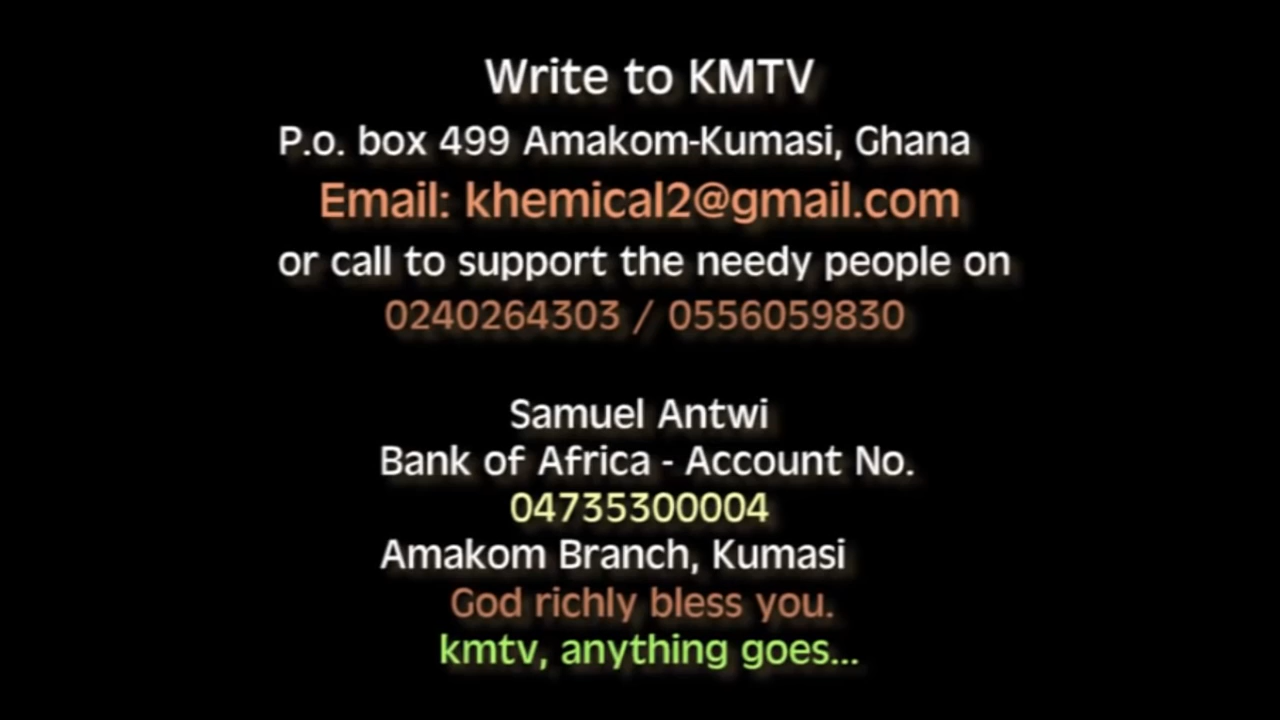 Write to KMTV
P.o. box 499 Amakom-Kumasi, Ghana
Email: khemical2@gmail.com
or call to support the needy people on
0240264303 / 0556059830
Samuel Antwi
Bank of Africa - Account No.
04735300004
Amakom Branch, Kumasi
God richly bless you.
kmtv, anything goes...